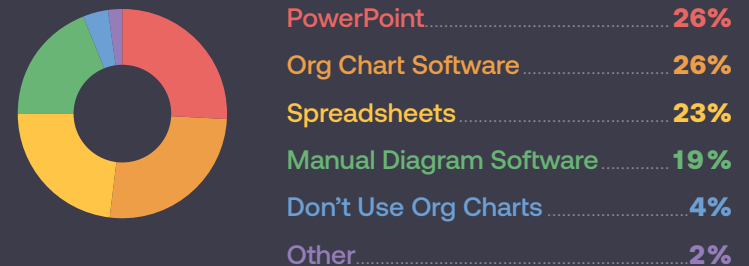 PowerPoint 26%
Org Chart Software 26%
Spreadsheets 23%
Manual Diagram Software 19%
Don’t Use Org Charts 4%
Other 2%